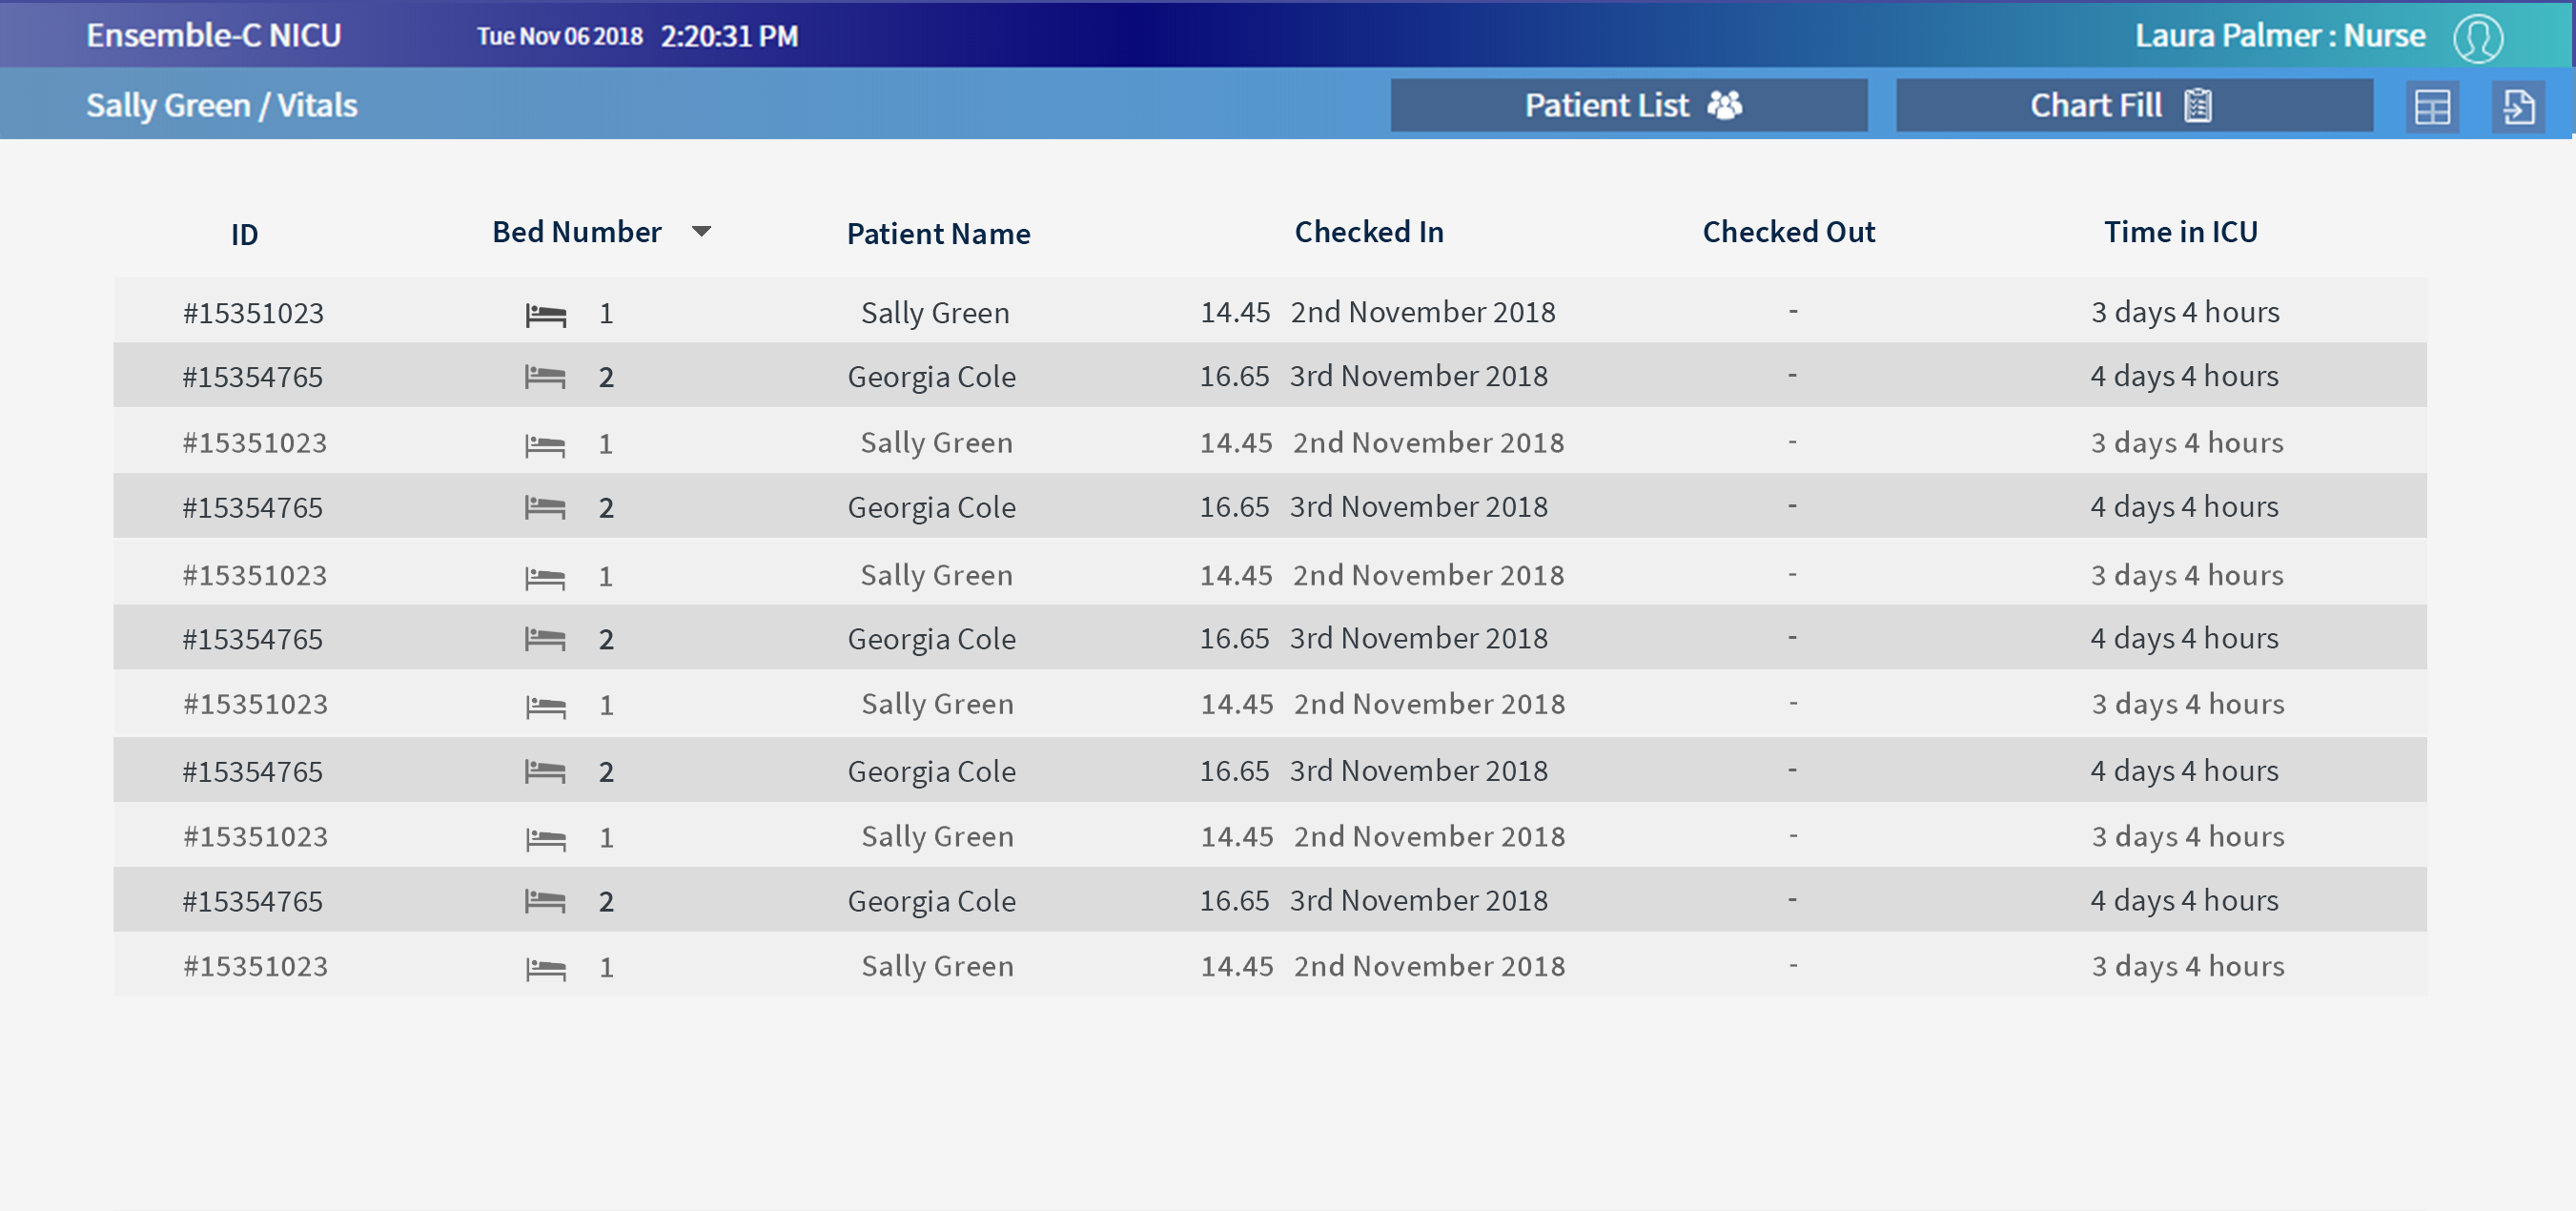 Ensemble-C NICU Tue Nov 06 2018 2:20:31 PM Laura Palmer : Nurse
Sally Green / Vitals Patient List Chart Fill
ID Bed Number Patient Name Checked In Checked Out Time in ICU
#15351023 1 Sally Green 14.45 2nd November 2018 - 3 days 4 hours
#15354765 2 Georgia Cole 16.65 3rd November 2018 - 4 days 4 hours
#15351023 1 Sally Green 14.45 2nd November 2018 - 3 days 4 hours
#15354765 2 Georgia Cole 16.65 3rd November 2018 - 4 days 4 hours
#15351023 1 Sally Green 14.45 2nd November 2018 - 3 days 4 hours
#15354765 2 Georgia Cole 16.65 3rd November 2018 - 4 days 4 hours
#15351023 1 Sally Green 14.45 2nd November 2018 - 3 days 4 hours
#15354765 2 Georgia Cole 16.65 3rd November 2018 - 4 days 4 hours
#15351023 1 Sally Green 14.45 2nd November 2018 - 3 days 4 hours
#15354765 2 Georgia Cole 16.65 3rd November 2018 - 4 days 4 hours
#15351023 1 Sally Green 14.45 2nd November 2018 - 3 days 4 hours